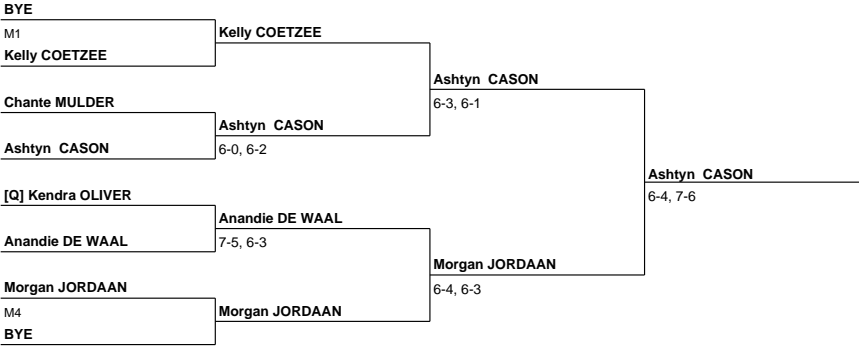 BYE
M1
Kelly COETZEE
Kelly COETZEE
Chante MULDER
Ashtyn CASON
Ashtyn CASON
6-0, 6-2
Ashtyn CASON
6-3, 6-1
[Q] Kendra OLIVER
Anandie DE WAAL
Anandie DE WAAL
7-5, 6-3
Morgan JORDAAN
M4
BYE
Morgan JORDAAN
Morgan JORDAAN
6-4, 6-3
Ashtyn CASON
6-4, 7-6